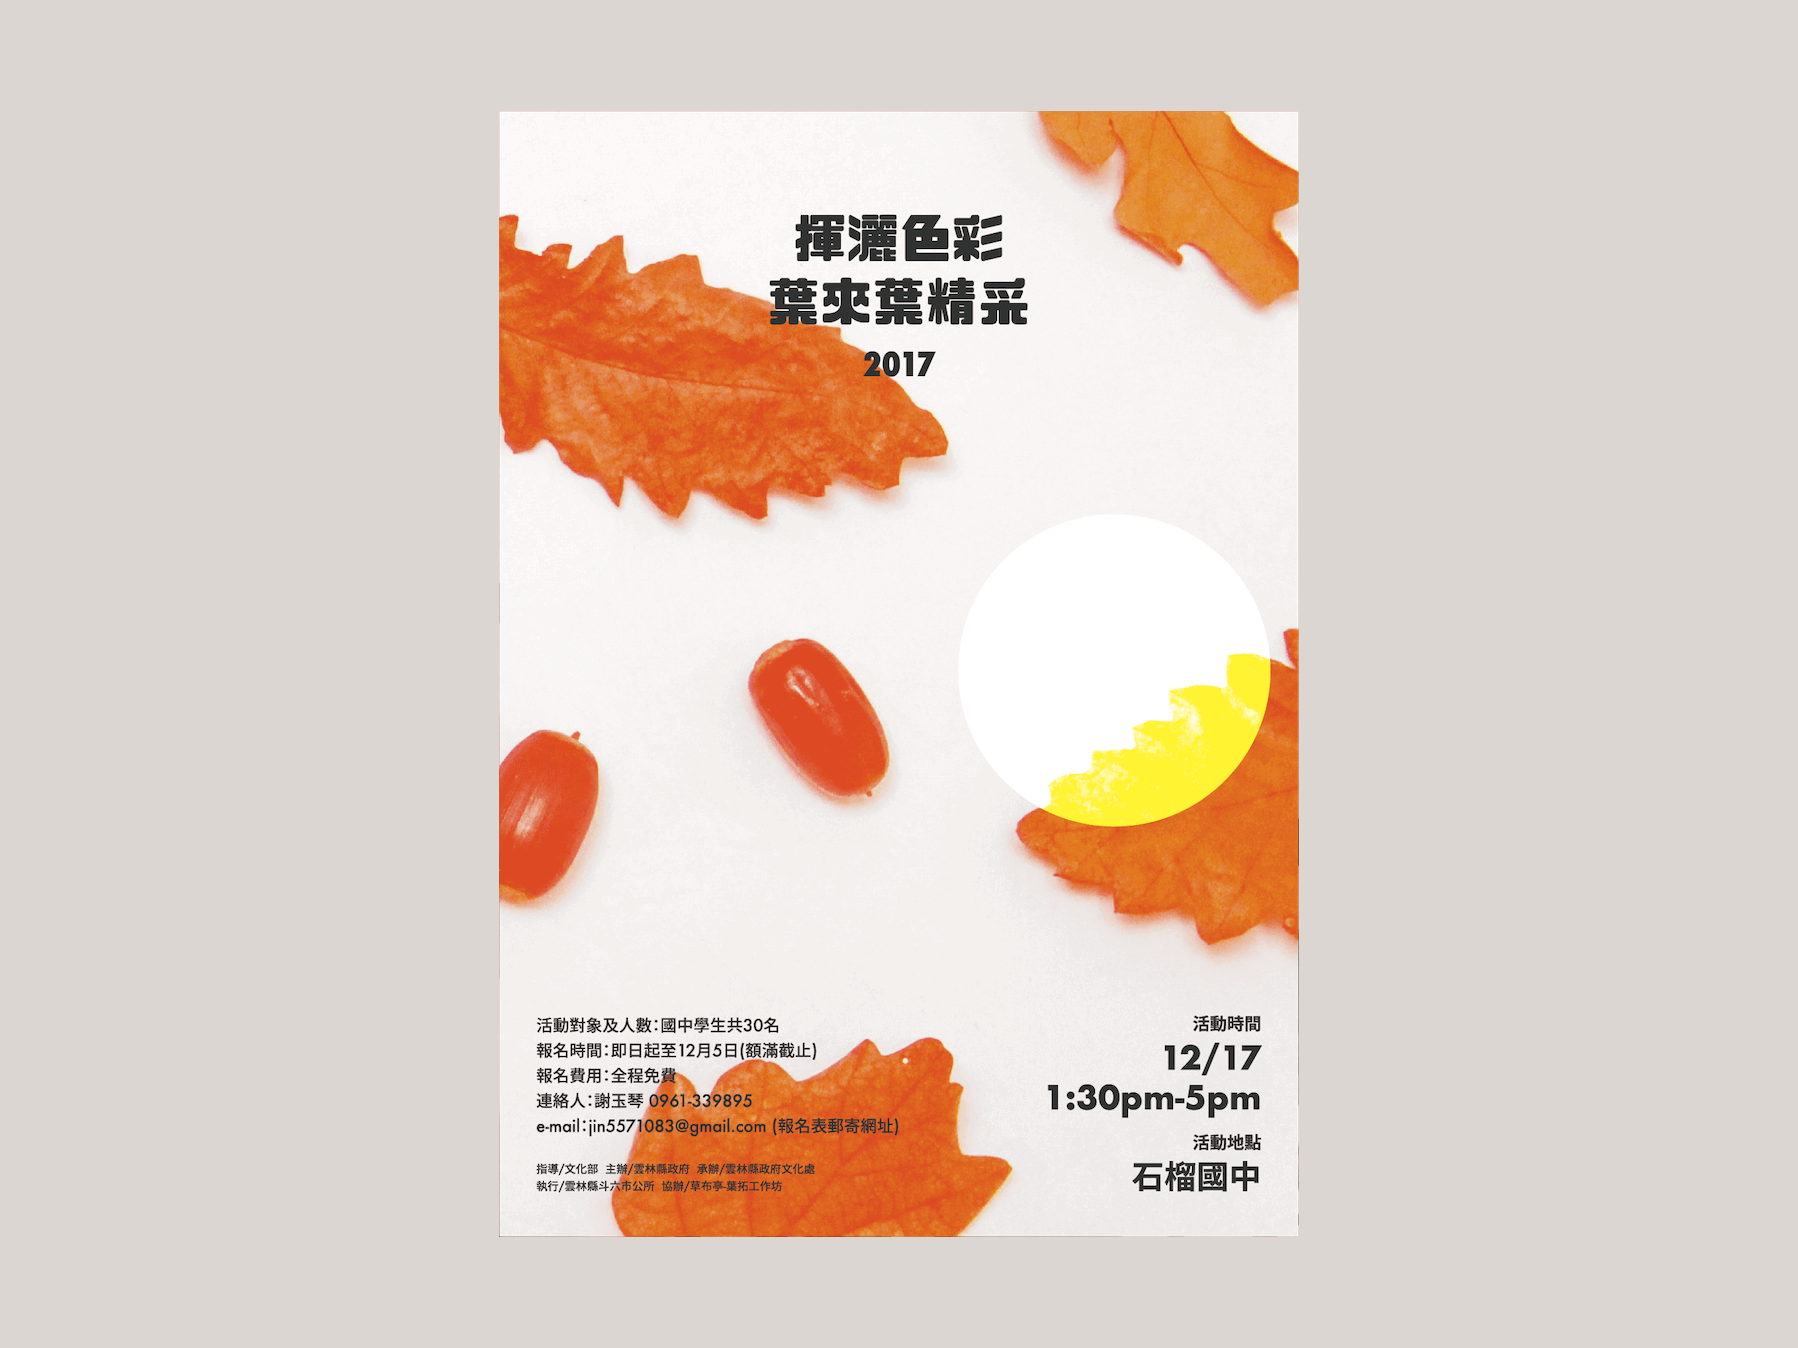 揮灑色彩
葉來葉精采
2017
活動對象及人數:國中學生共30名
報名時間:即日起至12月5日(額滿截止)
報名費用:全程免費
連絡人:謝玉琴 0961-339895
e-mail:jin5571083@gmail.com (報名表郵寄網址)
指導/文化部 主辦/雲林縣政府 承辦/雲林縣政府文化處
執行/雲林縣斗六市公所 協辦/草布亭-葉拓工作坊
活動時間
12/17
1:30pm-5pm
活動地點
石榴國中